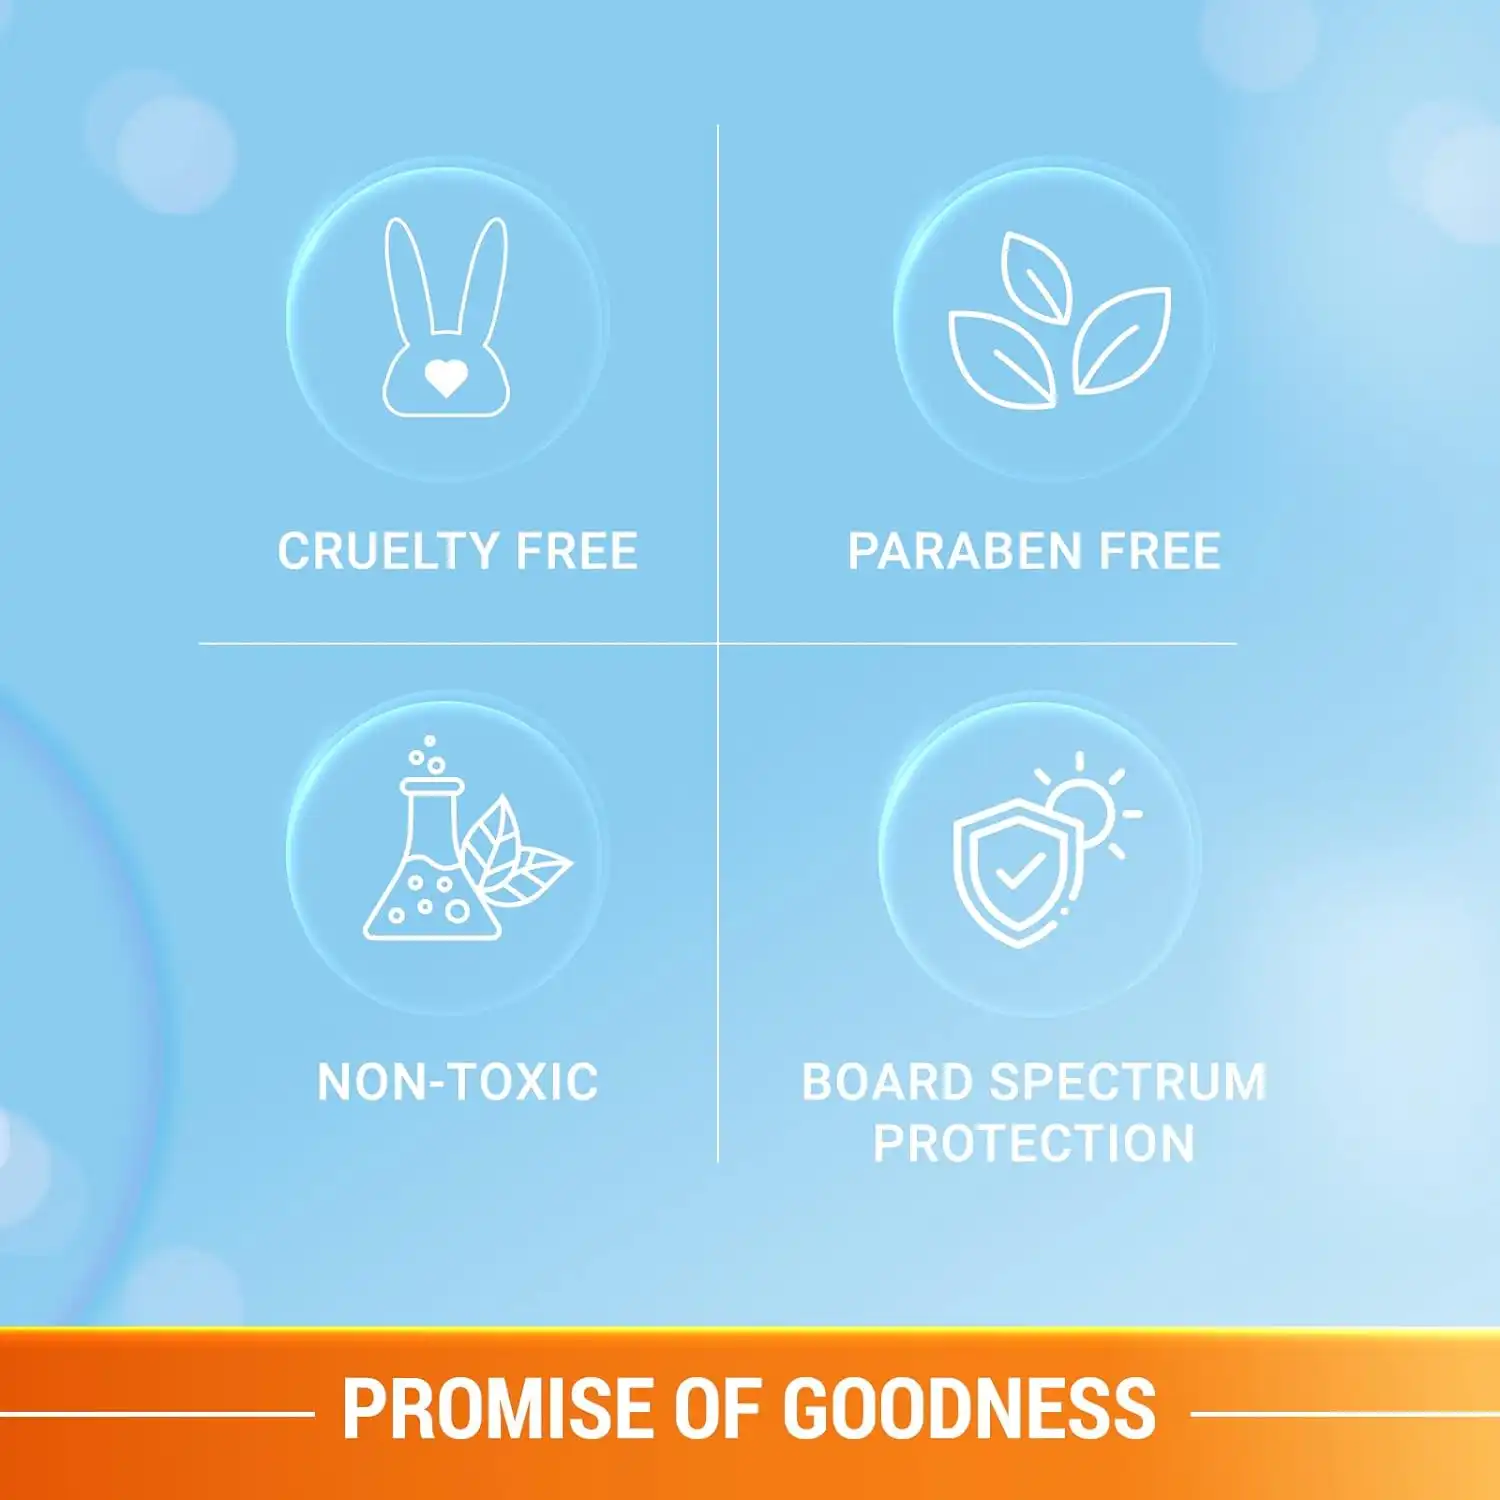 CRUELTY FREE
PARABEN FREE
NON-TOXIC
BOARD SPECTRUM
PROTECTION
PROMISE OF GOODNESS